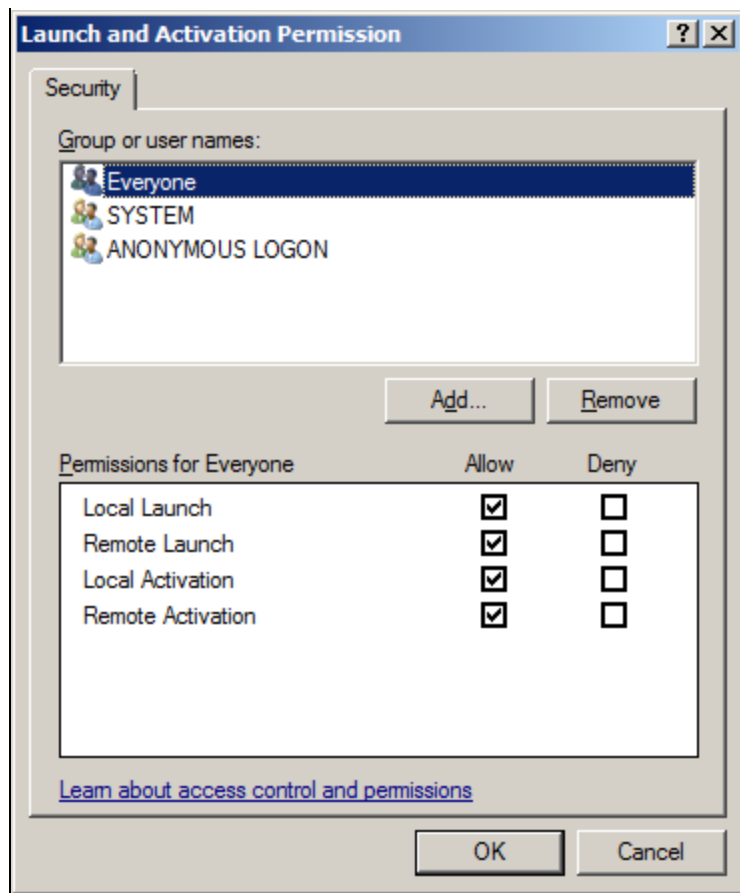 Launch and Activation Permission
Security
Group or user names:
Everyone
SYSTEM
ANONYMOUS LOGON
Add... Remove
Permissions for Everyone Allow Deny
Local Launch
Remote Launch
Local Activation
Remote Activation
Learn about access control and permissions
OK Cancel